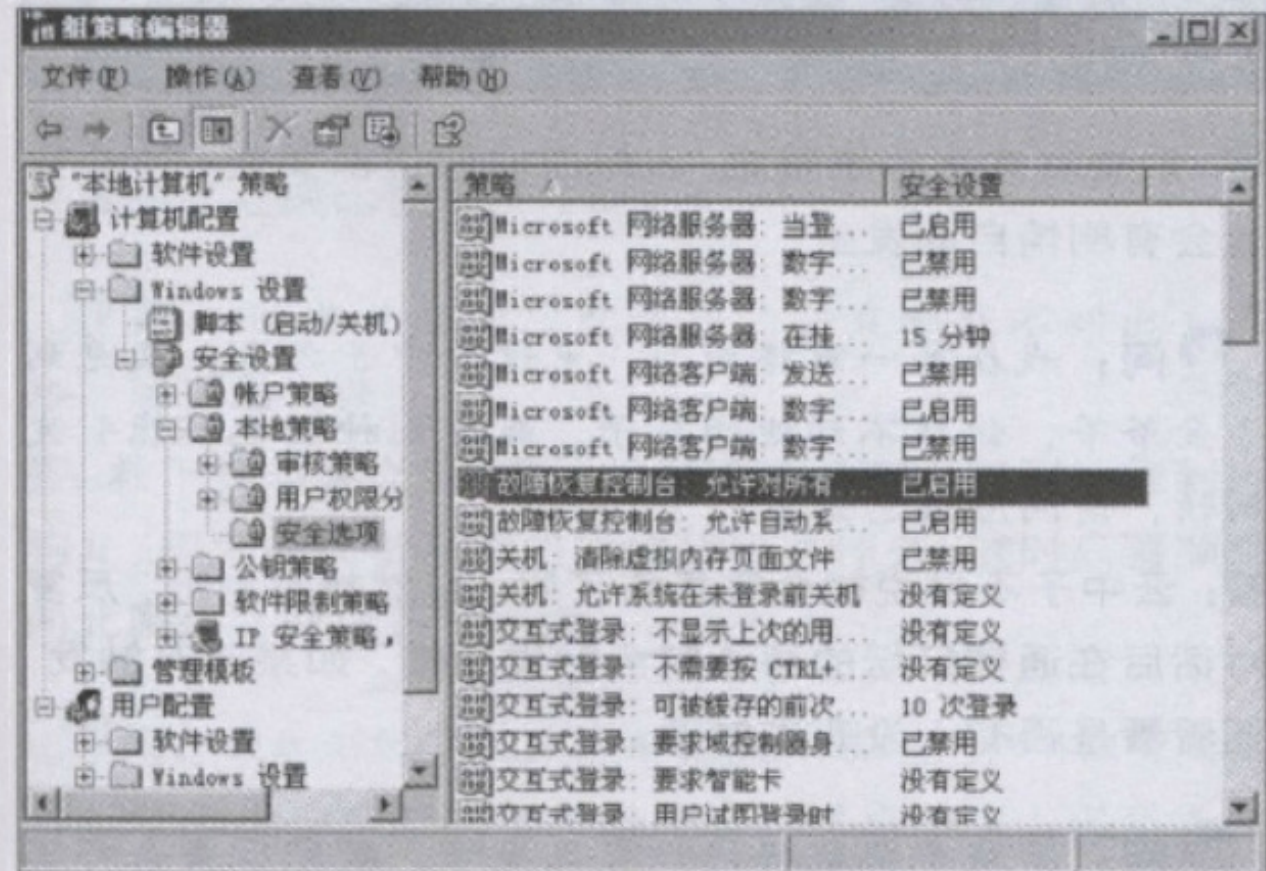 组策略编辑器
文件(F) 操作(A) 查看(V) 帮助(H)
"本地计算机" 策略
计算机配置
软件设置
Windows 设置
脚本 (启动/关机)
安全设置
帐户策略
本地策略
审核策略
用户权限分
安全选项
公钥策略
软件限制策略
IP 安全策略，
管理模板
用户配置
软件设置
Windows 设置
策略 安全设置
Microsoft 网络服务器: 当登... 已启用
Microsoft 网络服务器: 数字... 已禁用
Microsoft 网络服务器: 数字... 已禁用
Microsoft 网络服务器: 在挂... 15 分钟
Microsoft 网络客户端: 发送... 已禁用
Microsoft 网络客户端: 数字... 已启用
Microsoft 网络客户端: 数字... 已禁用
故障恢复控制台: 允许对所有... 已启用
故障恢复控制台: 允许自动系... 已启用
关机: 清除虚拟内存页面文件 已禁用
关机: 允许系统在未登录前关机 没有定义
交互式登录: 不显示上次的用... 没有定义
交互式登录: 不需要按 CTRL+... 没有定义
交互式登录: 可被缓存的前次... 10 次登录
交互式登录: 要求域控制器身... 已禁用
交互式登录: 要求智能卡 没有定义
交互式登录: 用户试图登录时 没有定义